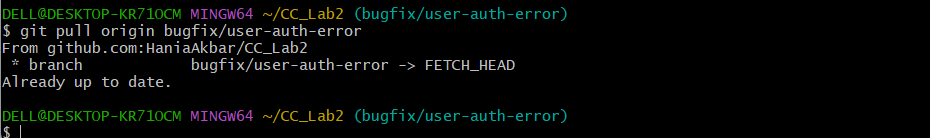 DELL@DESKTOP-KR71OCM MINGW64 ~/CC_Lab2 (bugfix/user-auth-error)
$ git pull origin bugfix/user-auth-error
From github.com:HaniaAkbar/CC_Lab2
 * branch            bugfix/user-auth-error -> FETCH_HEAD
Already up to date.
DELL@DESKTOP-KR71OCM MINGW64 ~/CC_Lab2 (bugfix/user-auth-error)
$